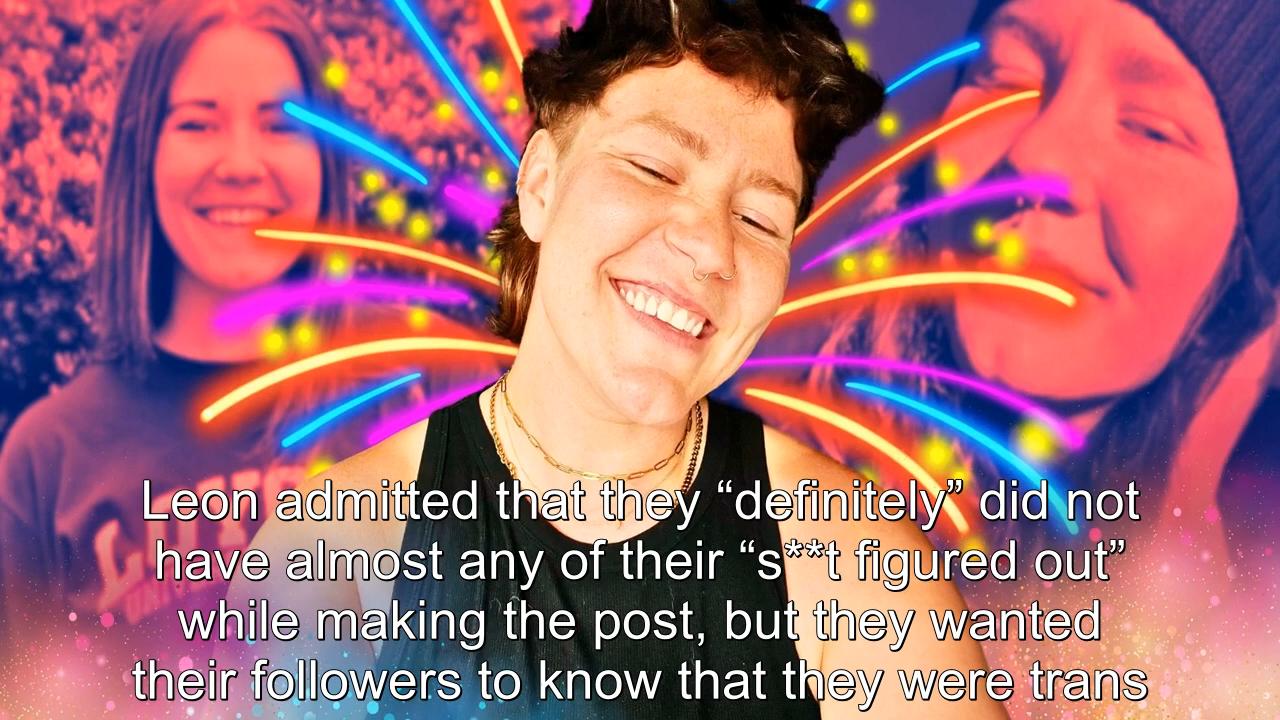 Leon admitted that they “definitely” did not
have almost any of their “s**t figured out”
while making the post, but they wanted
their followers to know that they were trans